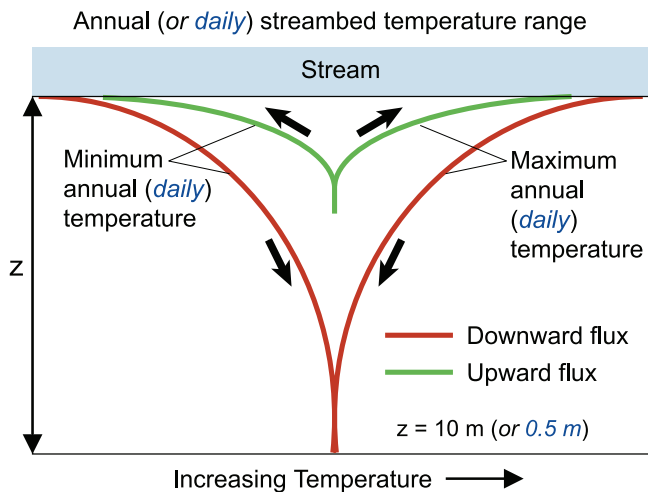 Annual (or daily) streambed temperature range
Stream
Minimum
annual (daily)
temperature
Maximum
annual
(daily)
temperature
z
Downward flux
Upward flux
z = 10 m (or 0.5 m)
Increasing Temperature